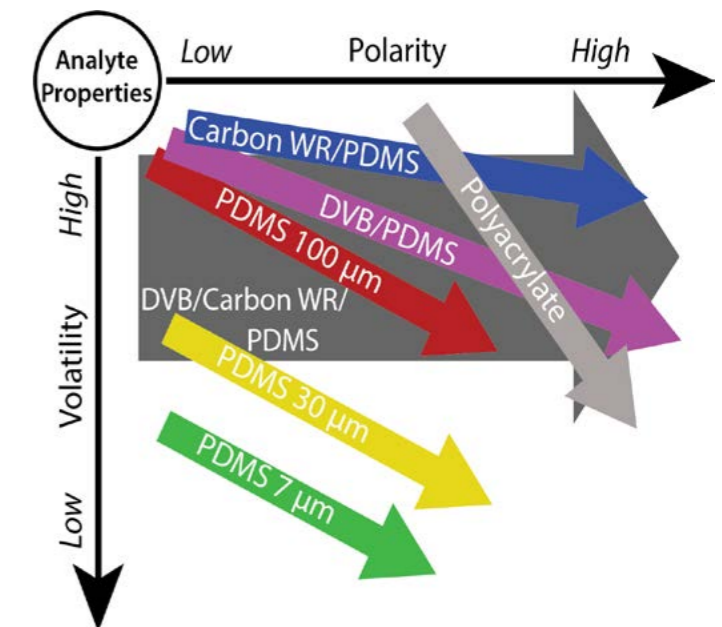 Analyte
Properties
Low
Polarity
High
High
Volatility
Low
Carbon WR/PDMS
DVB/PDMS
PDMS 100 µm
Polyacrylate
DVB/Carbon WR/
PDMS
PDMS 30 µm
PDMS 7 µm